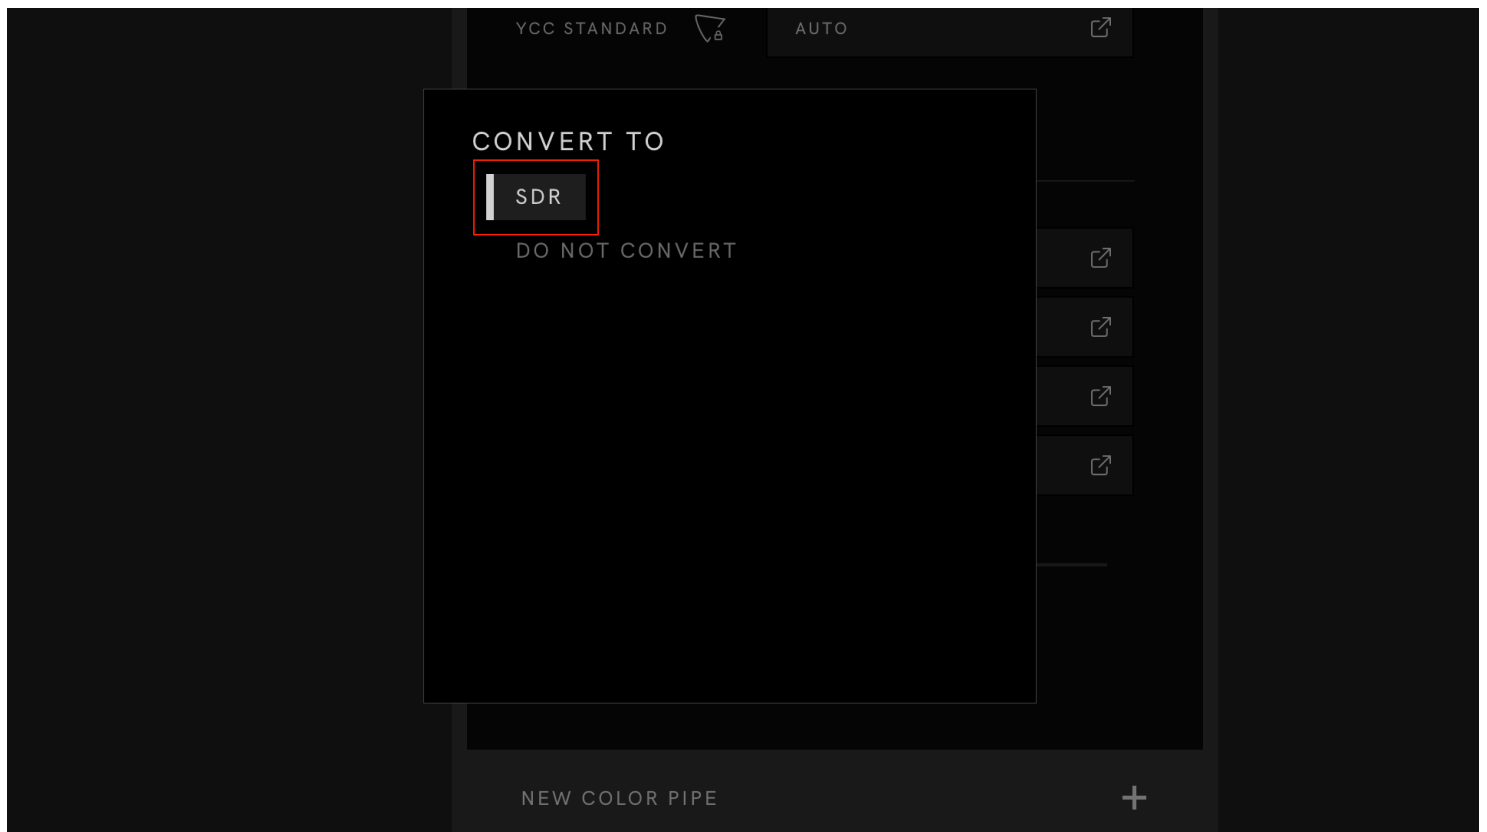 YCC STANDARD
AUTO
CONVERT TO
SDR
DO NOT CONVERT
NEW COLOR PIPE